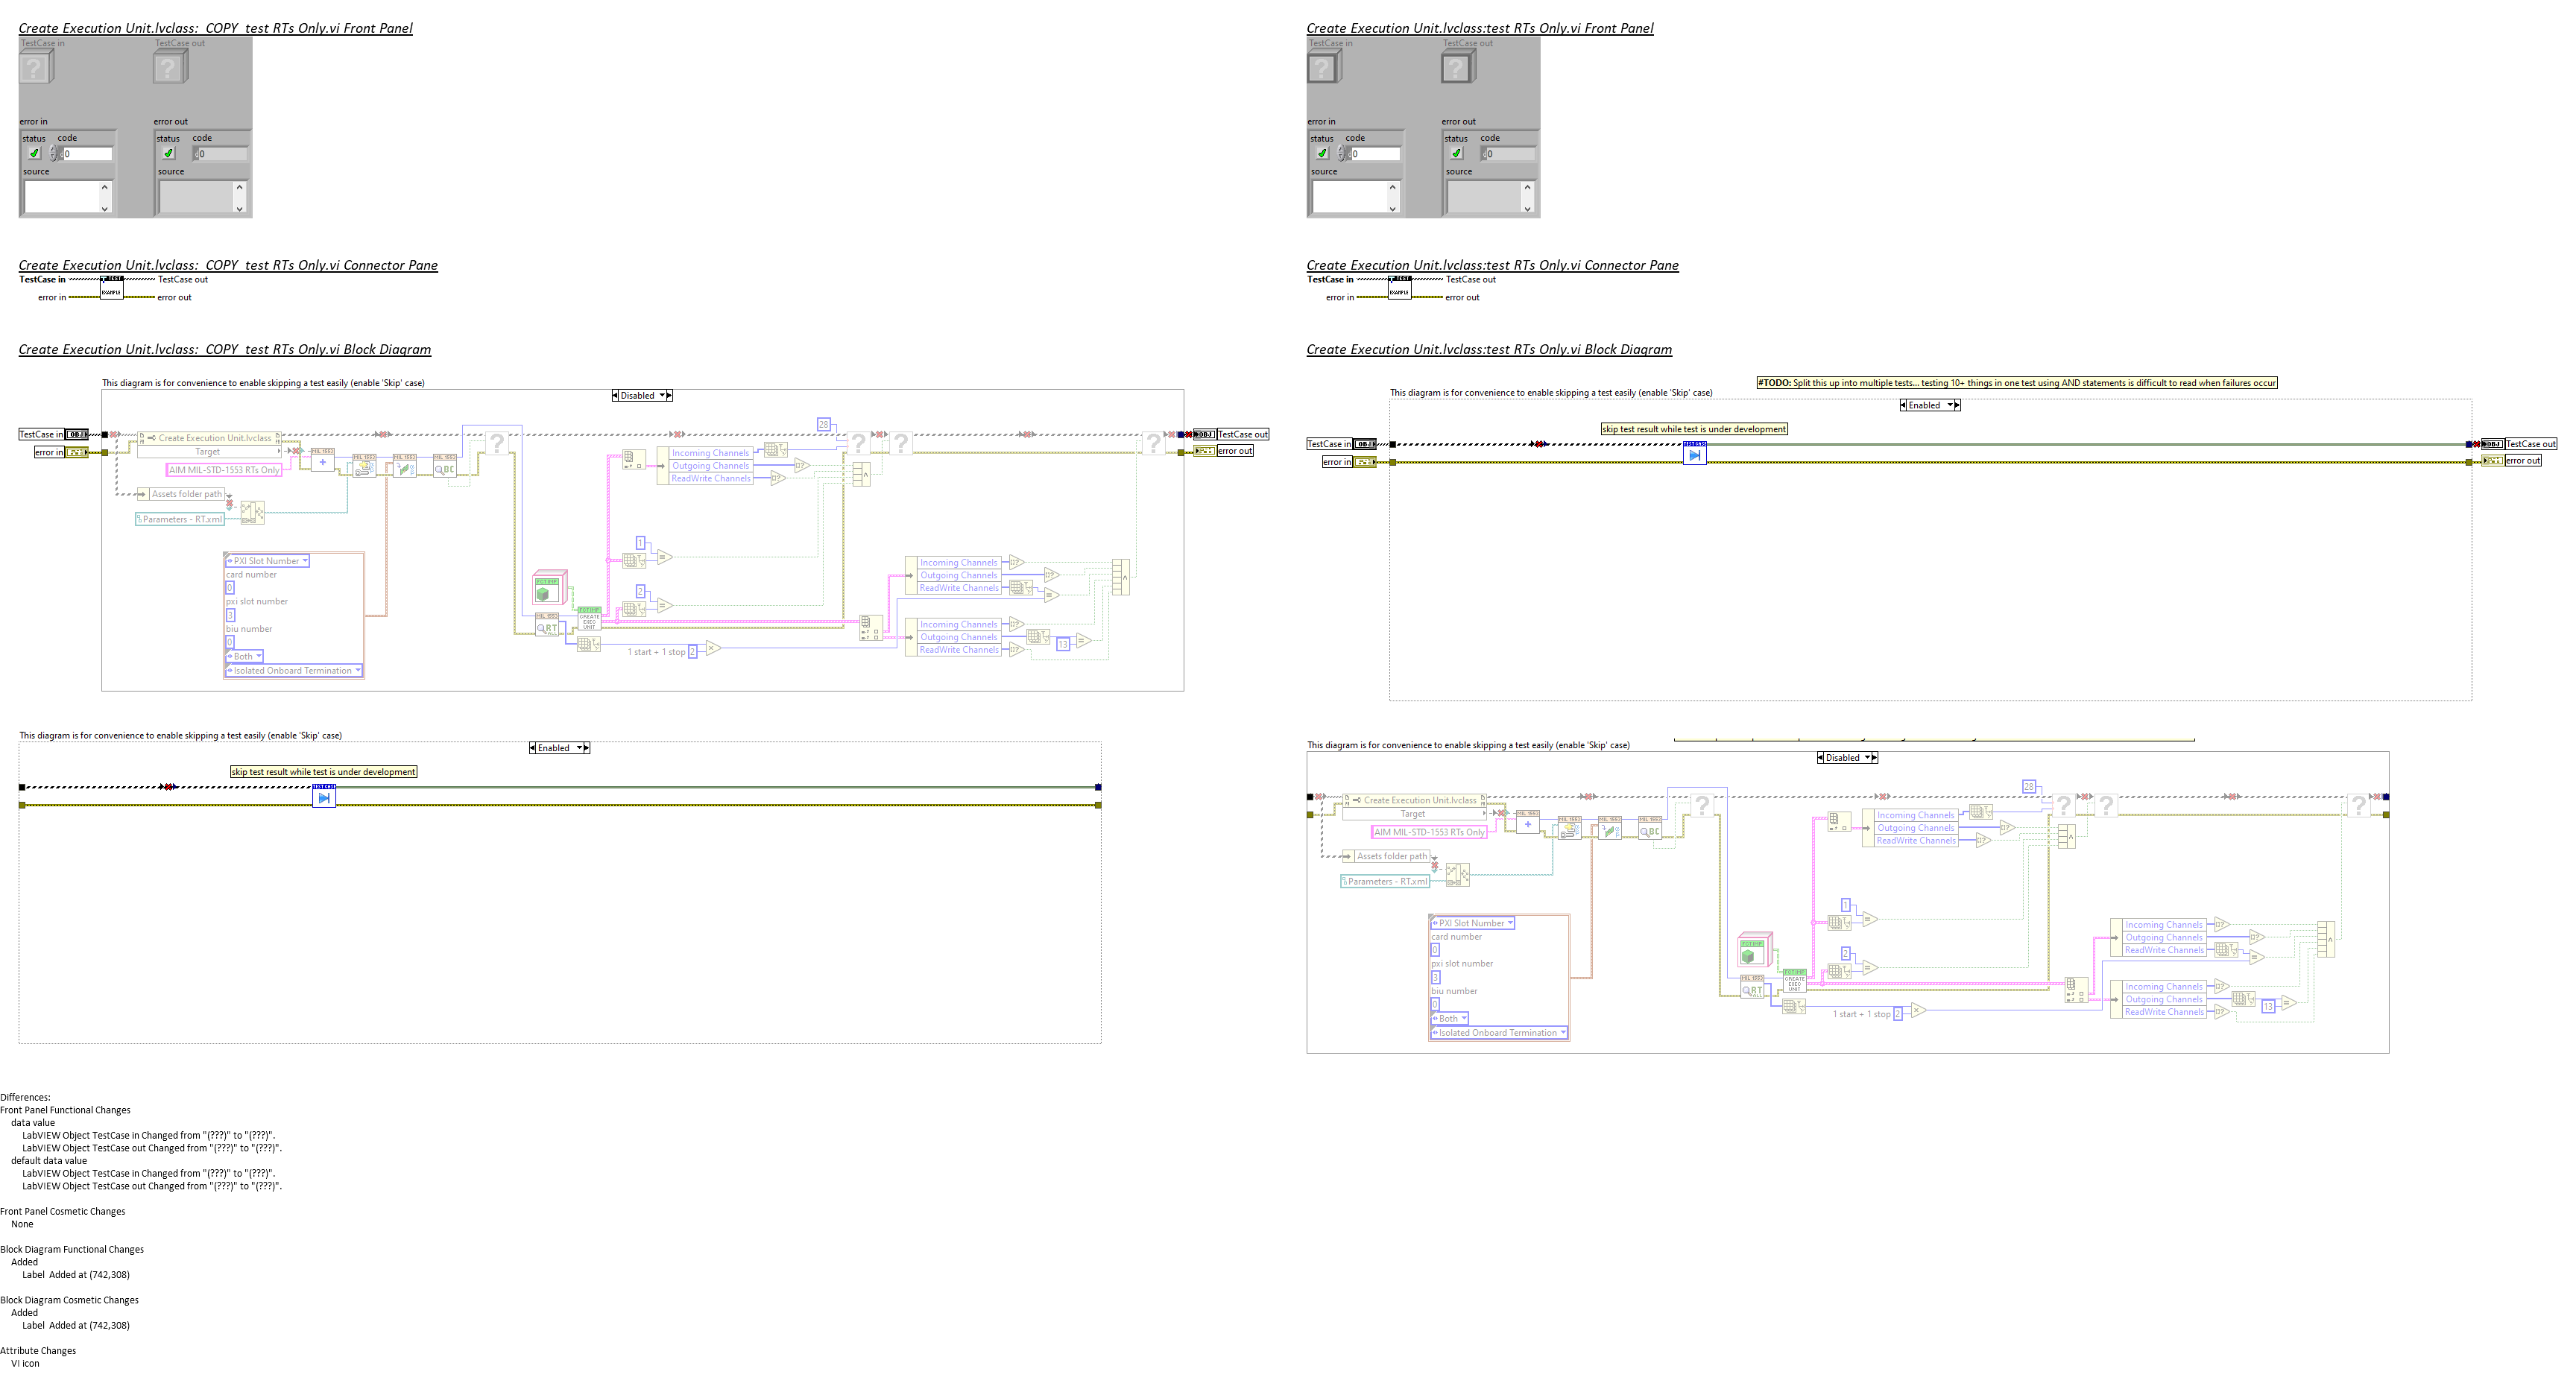 Create Execution Unit.lvclass:  COPY  test RTs Only.vi Front Panel
TestCase in
TestCase out
error in
error out
status
code
status
code
0
0
source
source
Create Execution Unit.lvclass:  COPY  test RTs Only.vi Connector Pane
TestCase in
TestCase out
error in
error out
TEST
EXAMPLE
Create Execution Unit.lvclass:  COPY  test RTs Only.vi Block Diagram
This diagram is for convenience to enable skipping a test easily (enable 'Skip' case)
Disabled
TestCase in
OBJ
error in
Create Execution Unit.lvclass
Target
AIM MIL-STD-1553 RTs Only
Assets folder path
Parameters - RT.xml
28
Incoming Channels
Outgoing Channels
ReadWrite Channels
TestCase out
error out
PXI Slot Number
card number
0
pxi slot number
3
biu number
0
Both
Isolated Onboard Termination
1
2
Incoming Channels
Outgoing Channels
ReadWrite Channels
Incoming Channels
Outgoing Channels
ReadWrite Channels
13
CREATE
EXEC
UNIT
1 start + 1 stop
2
This diagram is for convenience to enable skipping a test easily (enable 'Skip' case)
Enabled
skip test result while test is under development
TEST CASE
Differences:
Front Panel Functional Changes
data value
LabVIEW Object TestCase in Changed from "(???)" to "(???)".
LabVIEW Object TestCase out Changed from "(???)" to "(???)".
default data value
LabVIEW Object TestCase in Changed from "(???)" to "(???)".
LabVIEW Object TestCase out Changed from "(???)" to "(???)".
Front Panel Cosmetic Changes
None
Block Diagram Functional Changes
Added
Label  Added at (742,308)
Block Diagram Cosmetic Changes
Added
Label  Added at (742,308)
Attribute Changes
VI icon
Create Execution Unit.lvclass:test RTs Only.vi Front Panel
TestCase in
TestCase out
error in
error out
status
code
status
code
0
0
source
source
Create Execution Unit.lvclass:test RTs Only.vi Connector Pane
TestCase in
TestCase out
error in
error out
TEST
EXAMPLE
Create Execution Unit.lvclass:test RTs Only.vi Block Diagram
#TODO: Split this up into multiple tests... testing 10+ things in one test using AND statements is difficult to read when failures occur
This diagram is for convenience to enable skipping a test easily (enable 'Skip' case)
Enabled
skip test result while test is under development
TestCase in
OBJ
error in
TEST CASE
TestCase out
error out
This diagram is for convenience to enable skipping a test easily (enable 'Skip' case)
Disabled
Create Execution Unit.lvclass
Target
AIM MIL-STD-1553 RTs Only
Assets folder path
Parameters - RT.xml
28
Incoming Channels
Outgoing Channels
ReadWrite Channels
PXI Slot Number
card number
0
pxi slot number
3
biu number
0
Both
Isolated Onboard Termination
1
2
Incoming Channels
Outgoing Channels
ReadWrite Channels
Incoming Channels
Outgoing Channels
ReadWrite Channels
13
CREATE
EXEC
UNIT
1 start + 1 stop
2